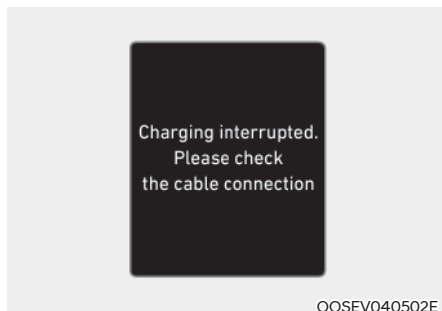 Charging interrupted.
Please check
the cable connection
OOSEV040502E